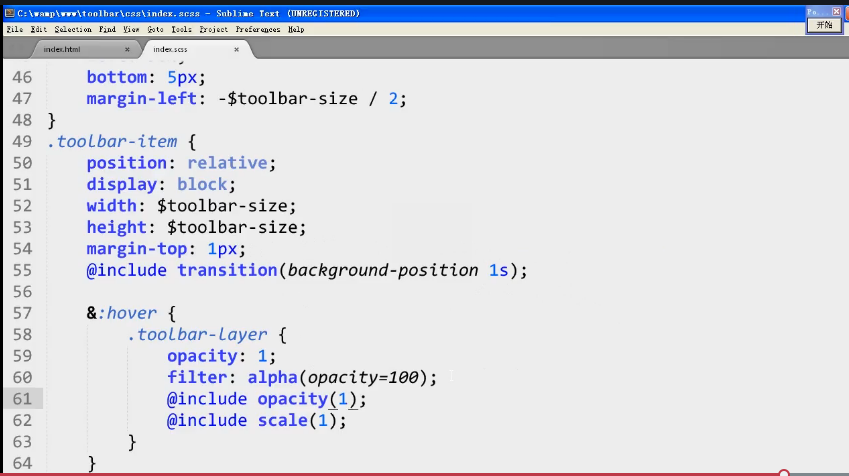 C:\wamp\www\toolbar\css\index.scss - Sublime Text (UNREGISTERED)
File Edit Selection Find View Goto Tools Project Preferences Help
开始
index.html × index.scss ×
46 bottom: 5px;
47 margin-left: -$toolbar-size / 2;
48 }
49 .toolbar-item {
50 position: relative;
51 display: block;
52 width: $toolbar-size;
53 height: $toolbar-size;
54 margin-top: 1px;
55 @include transition(background-position 1s);
56
57 &:hover {
58 .toolbar-layer {
59 opacity: 1;
60 filter: alpha(opacity=100);
61 @include opacity(1);
62 @include scale(1);
63 }
64 }